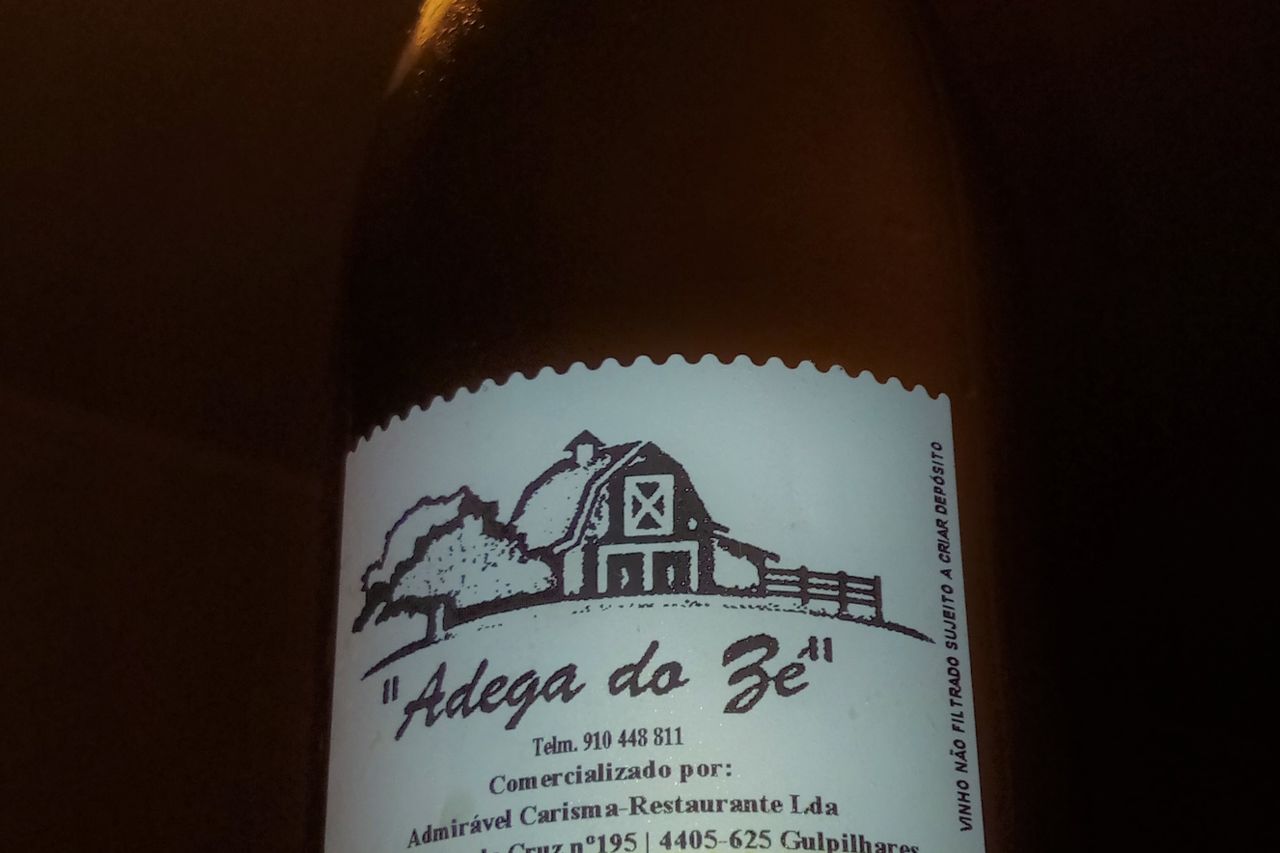 "Adega do Zé"
Telm. 910 448 811
Comercializado por:
Admirável Carisma-Restaurante Lda
Cruz nº195 | 4405-625 Gulpilhares
VINHO NÃO FILTRADO SUJEITO A CRIAR DEPÓSITO